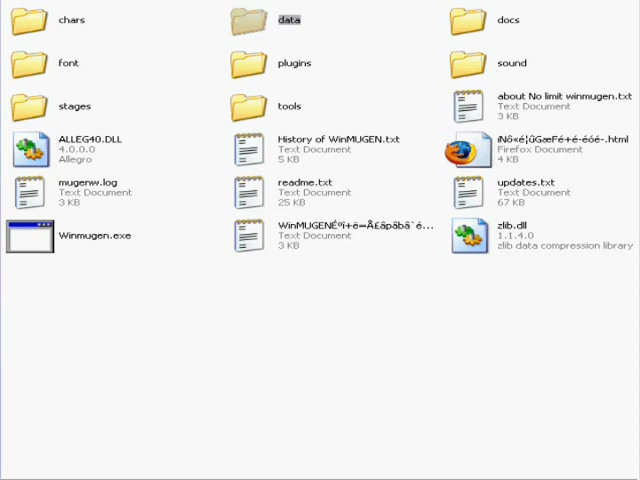 chars
data
docs
font
plugins
sound
stages
tools
about No limit winmugen.txt
Text Document
3 KB
ALLEG40.DLL
4.0.0.0
Allegro
History of WinMUGEN.txt
Text Document
5 KB
Firefox Document
4 KB
mugenw.log
Text Document
3 KB
readme.txt
Text Document
25 KB
updates.txt
Text Document
67 KB
Winmugen.exe
Text Document
3 KB
zlib.dll
1.1.4.0
zlib data compression library